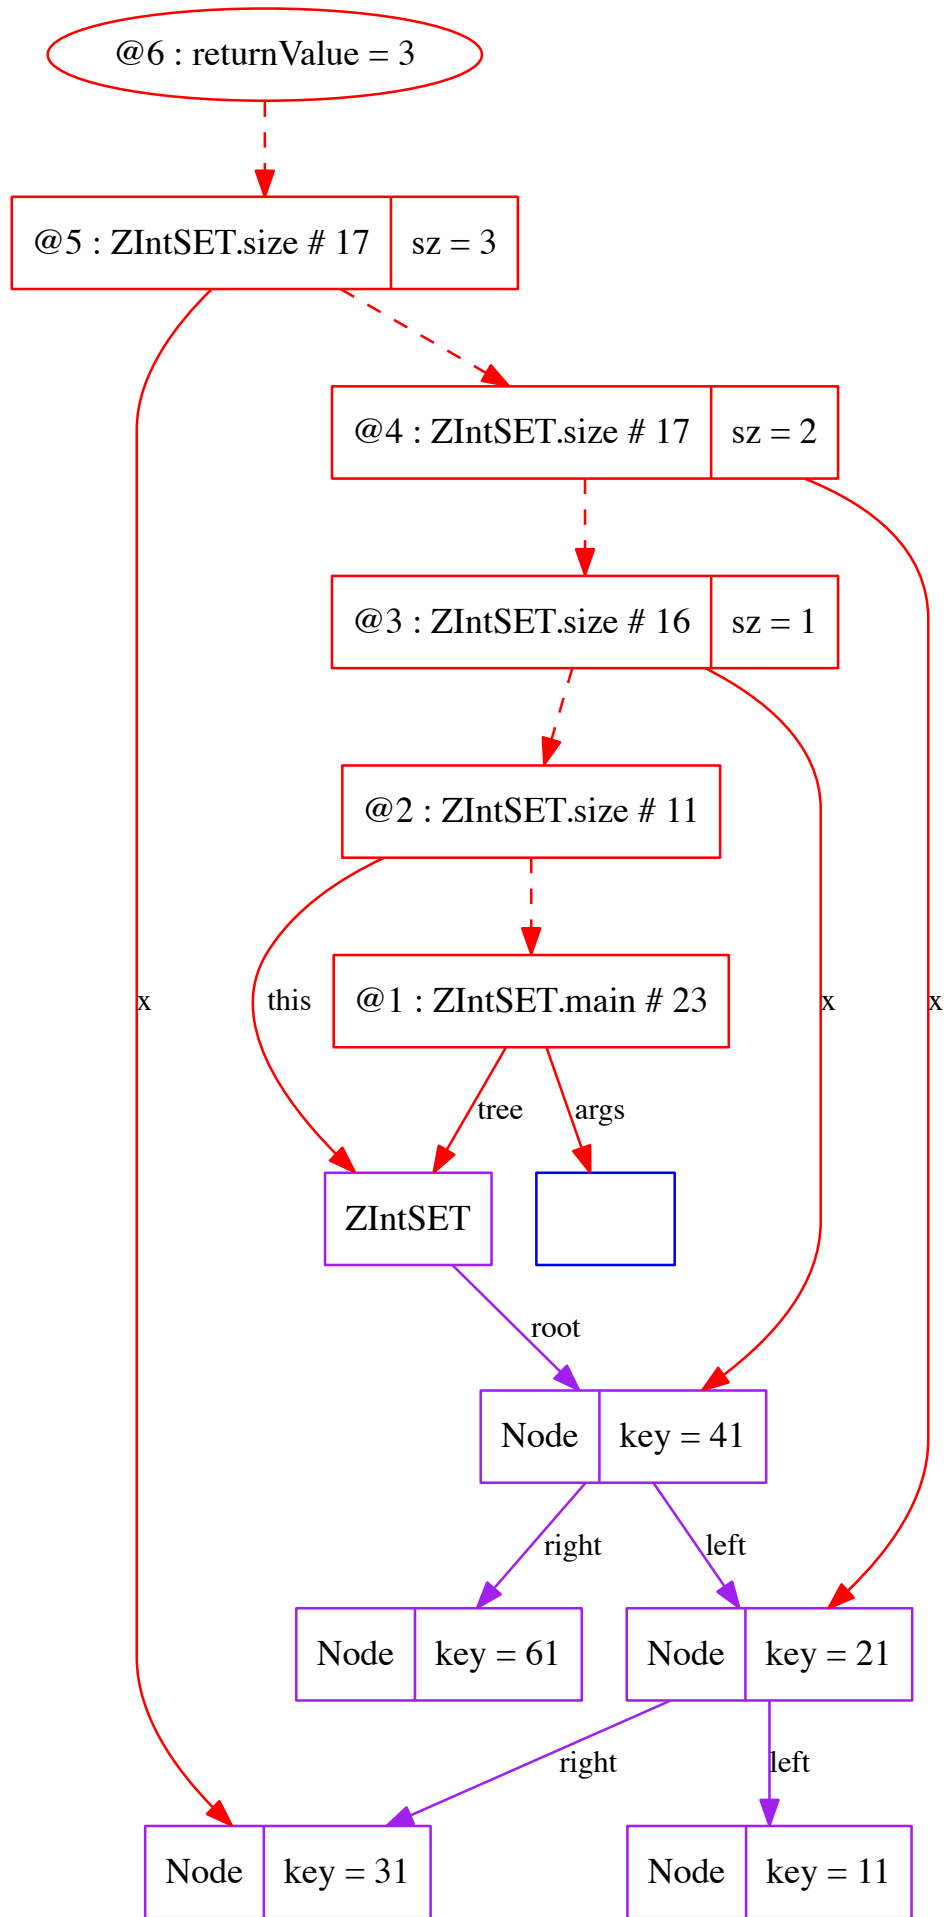 @6 : returnValue = 3
@5 : ZIntSET.size # 17 sz = 3
@4 : ZIntSET.size # 17 sz = 2
@3 : ZIntSET.size # 16 sz = 1
@2 : ZIntSET.size # 11
x this @1 : ZIntSET.main # 23 x x
tree args
ZIntSET
root
Node key = 41
right left
Node key = 61 Node key = 21
right left
Node key = 31 Node key = 11